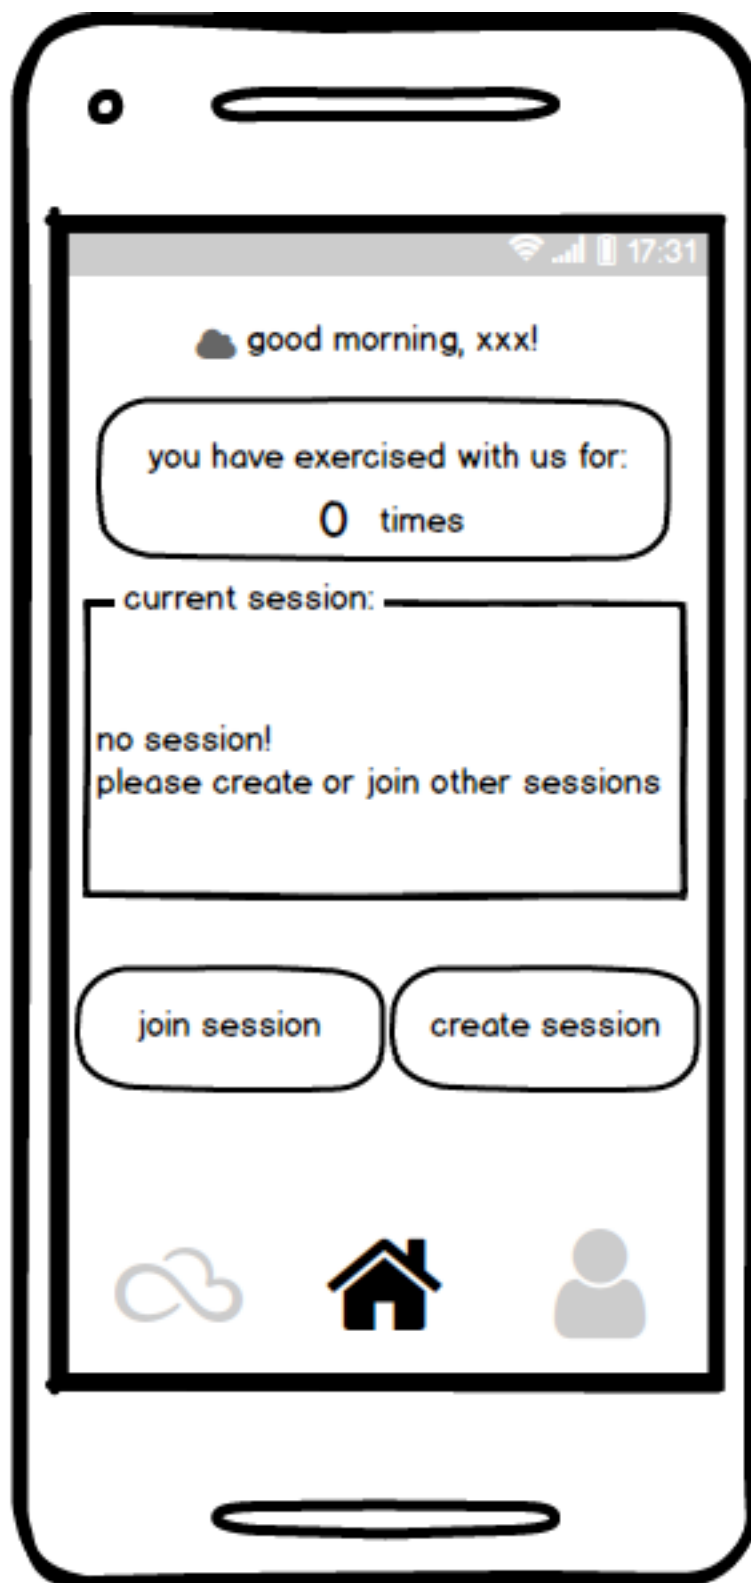 17:31
good morning, xxx!
you have exercised with us for:
0 times
current session:
no session!
please create or join other sessions
join session
create session